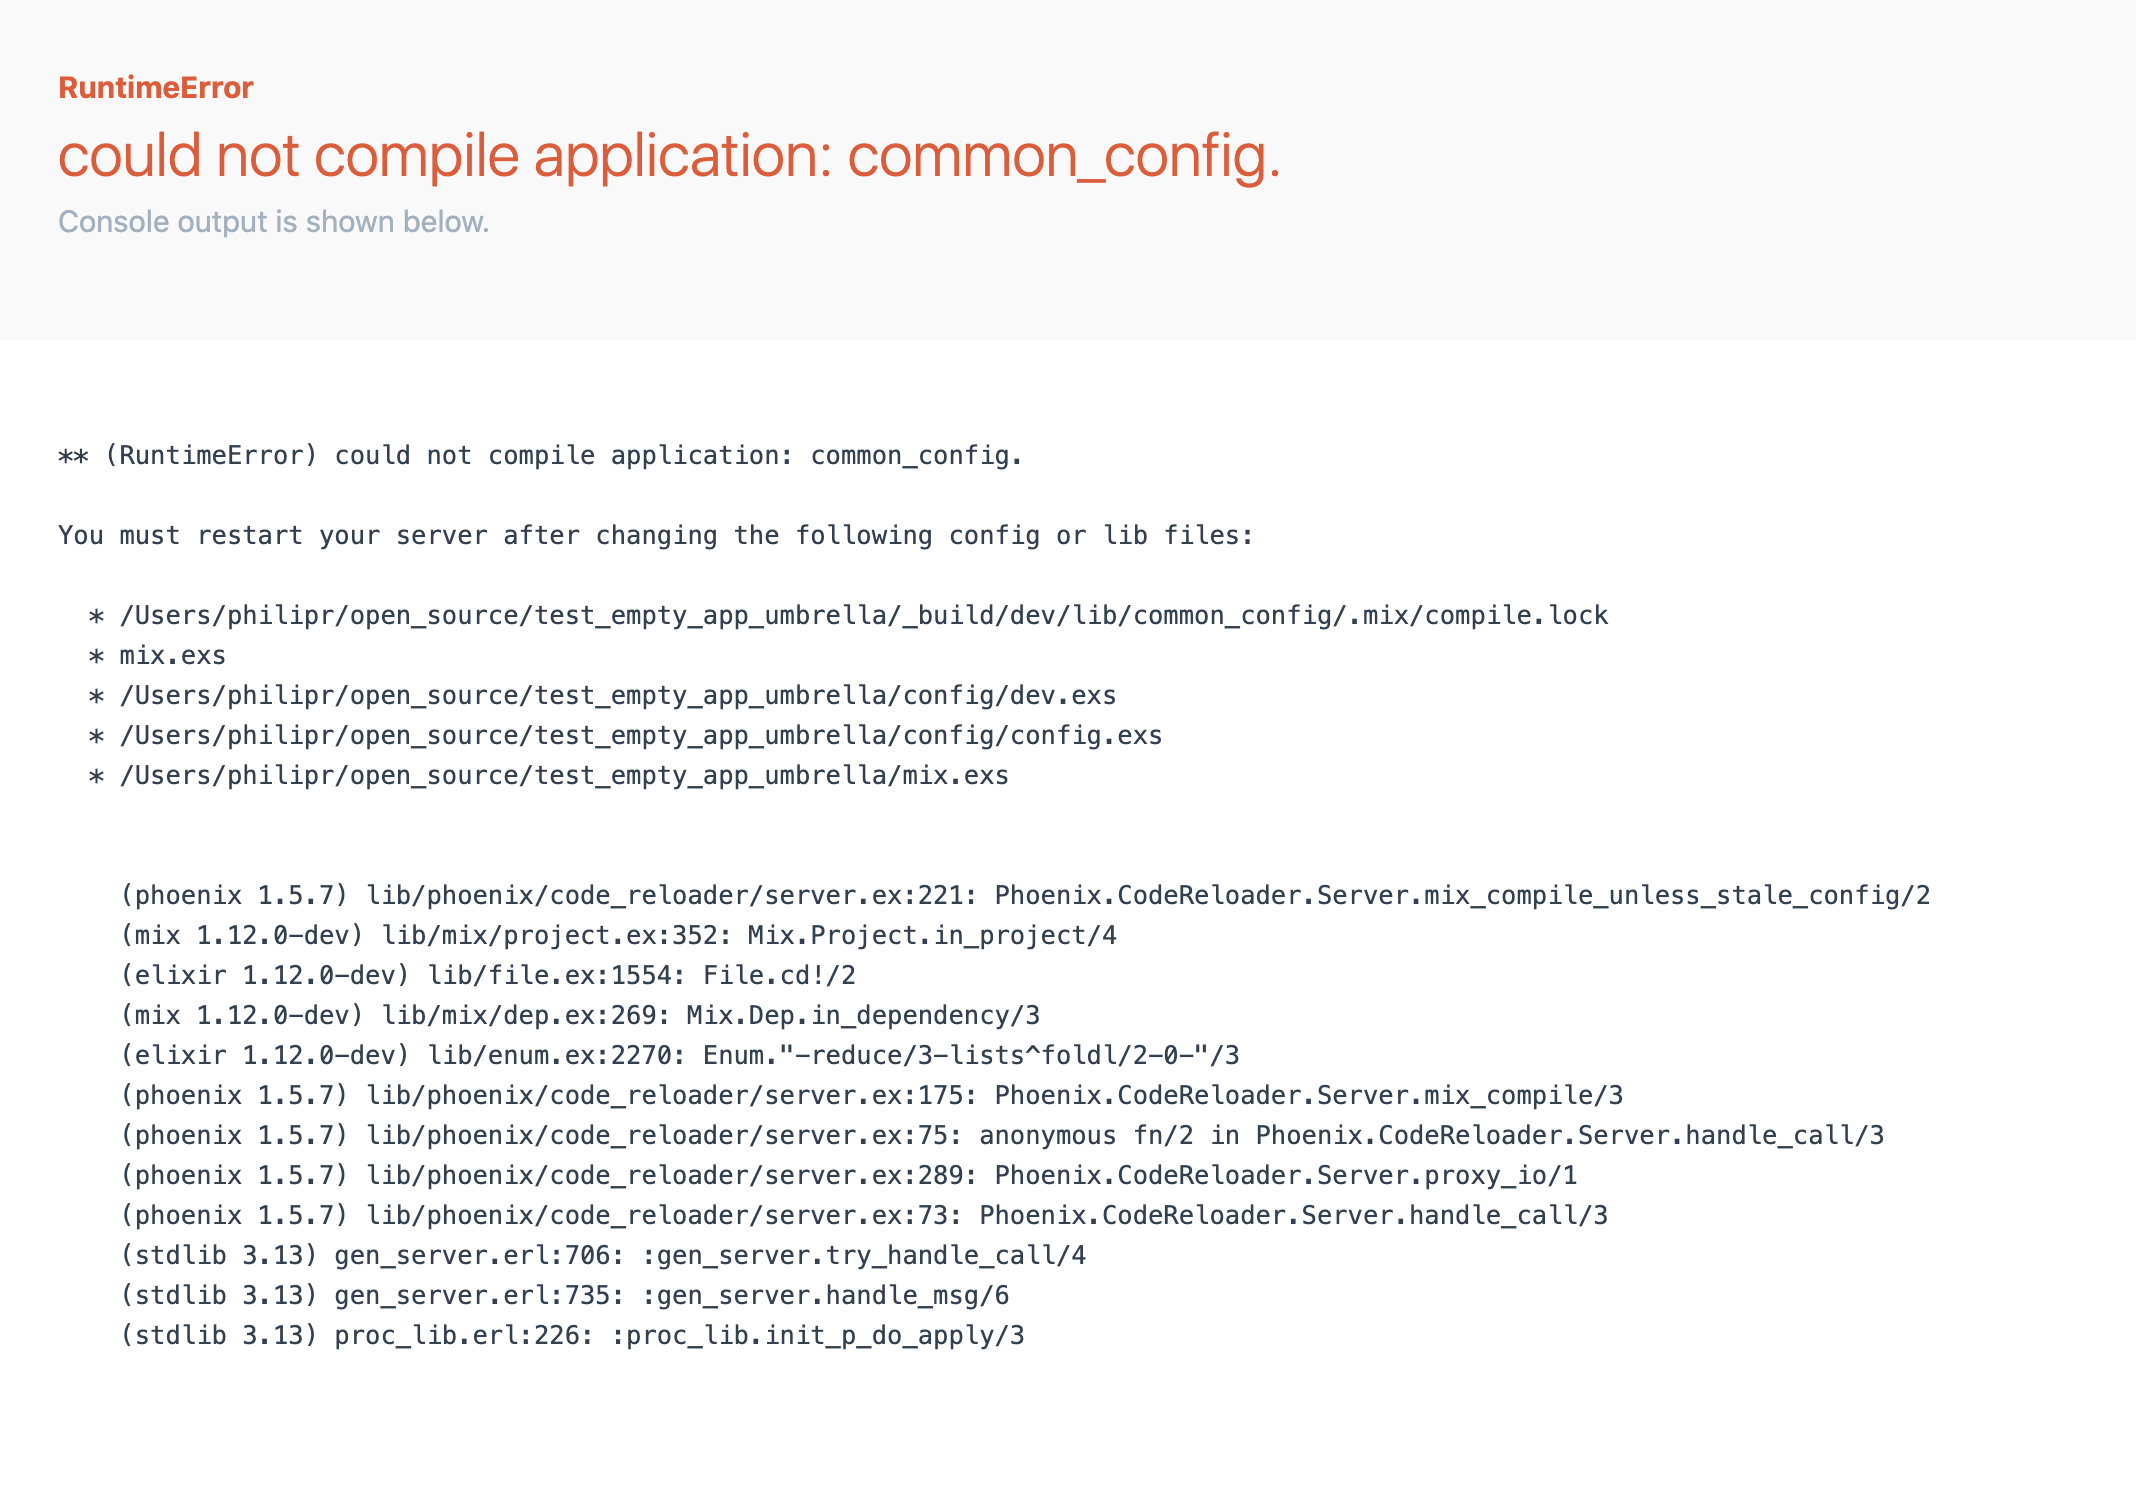 RuntimeError
could not compile application: common_config.
Console output is shown below.
** (RuntimeError) could not compile application: common_config.
You must restart your server after changing the following config or lib files:
* /Users/philipr/open_source/test_empty_app_umbrella/_build/dev/lib/common_config/.mix/compile.lock
* mix.exs
* /Users/philipr/open_source/test_empty_app_umbrella/config/dev.exs
* /Users/philipr/open_source/test_empty_app_umbrella/config/config.exs
* /Users/philipr/open_source/test_empty_app_umbrella/mix.exs
(phoenix 1.5.7) lib/phoenix/code_reloader/server.ex:221: Phoenix.CodeReloader.Server.mix_compile_unless_stale_config/2
(mix 1.12.0-dev) lib/mix/project.ex:352: Mix.Project.in_project/4
(elixir 1.12.0-dev) lib/file.ex:1554: File.cd!/2
(mix 1.12.0-dev) lib/mix/dep.ex:269: Mix.Dep.in_dependency/3
(elixir 1.12.0-dev) lib/enum.ex:2270: Enum."-reduce/3-lists^foldl/2-0-"/3
(phoenix 1.5.7) lib/phoenix/code_reloader/server.ex:175: Phoenix.CodeReloader.Server.mix_compile/3
(phoenix 1.5.7) lib/phoenix/code_reloader/server.ex:75: anonymous fn/2 in Phoenix.CodeReloader.Server.handle_call/3
(phoenix 1.5.7) lib/phoenix/code_reloader/server.ex:289: Phoenix.CodeReloader.Server.proxy_io/1
(phoenix 1.5.7) lib/phoenix/code_reloader/server.ex:73: Phoenix.CodeReloader.Server.handle_call/3
(stdlib 3.13) gen_server.erl:706: :gen_server.try_handle_call/4
(stdlib 3.13) gen_server.erl:735: :gen_server.handle_msg/6
(stdlib 3.13) proc_lib.erl:226: :proc_lib.init_p_do_apply/3